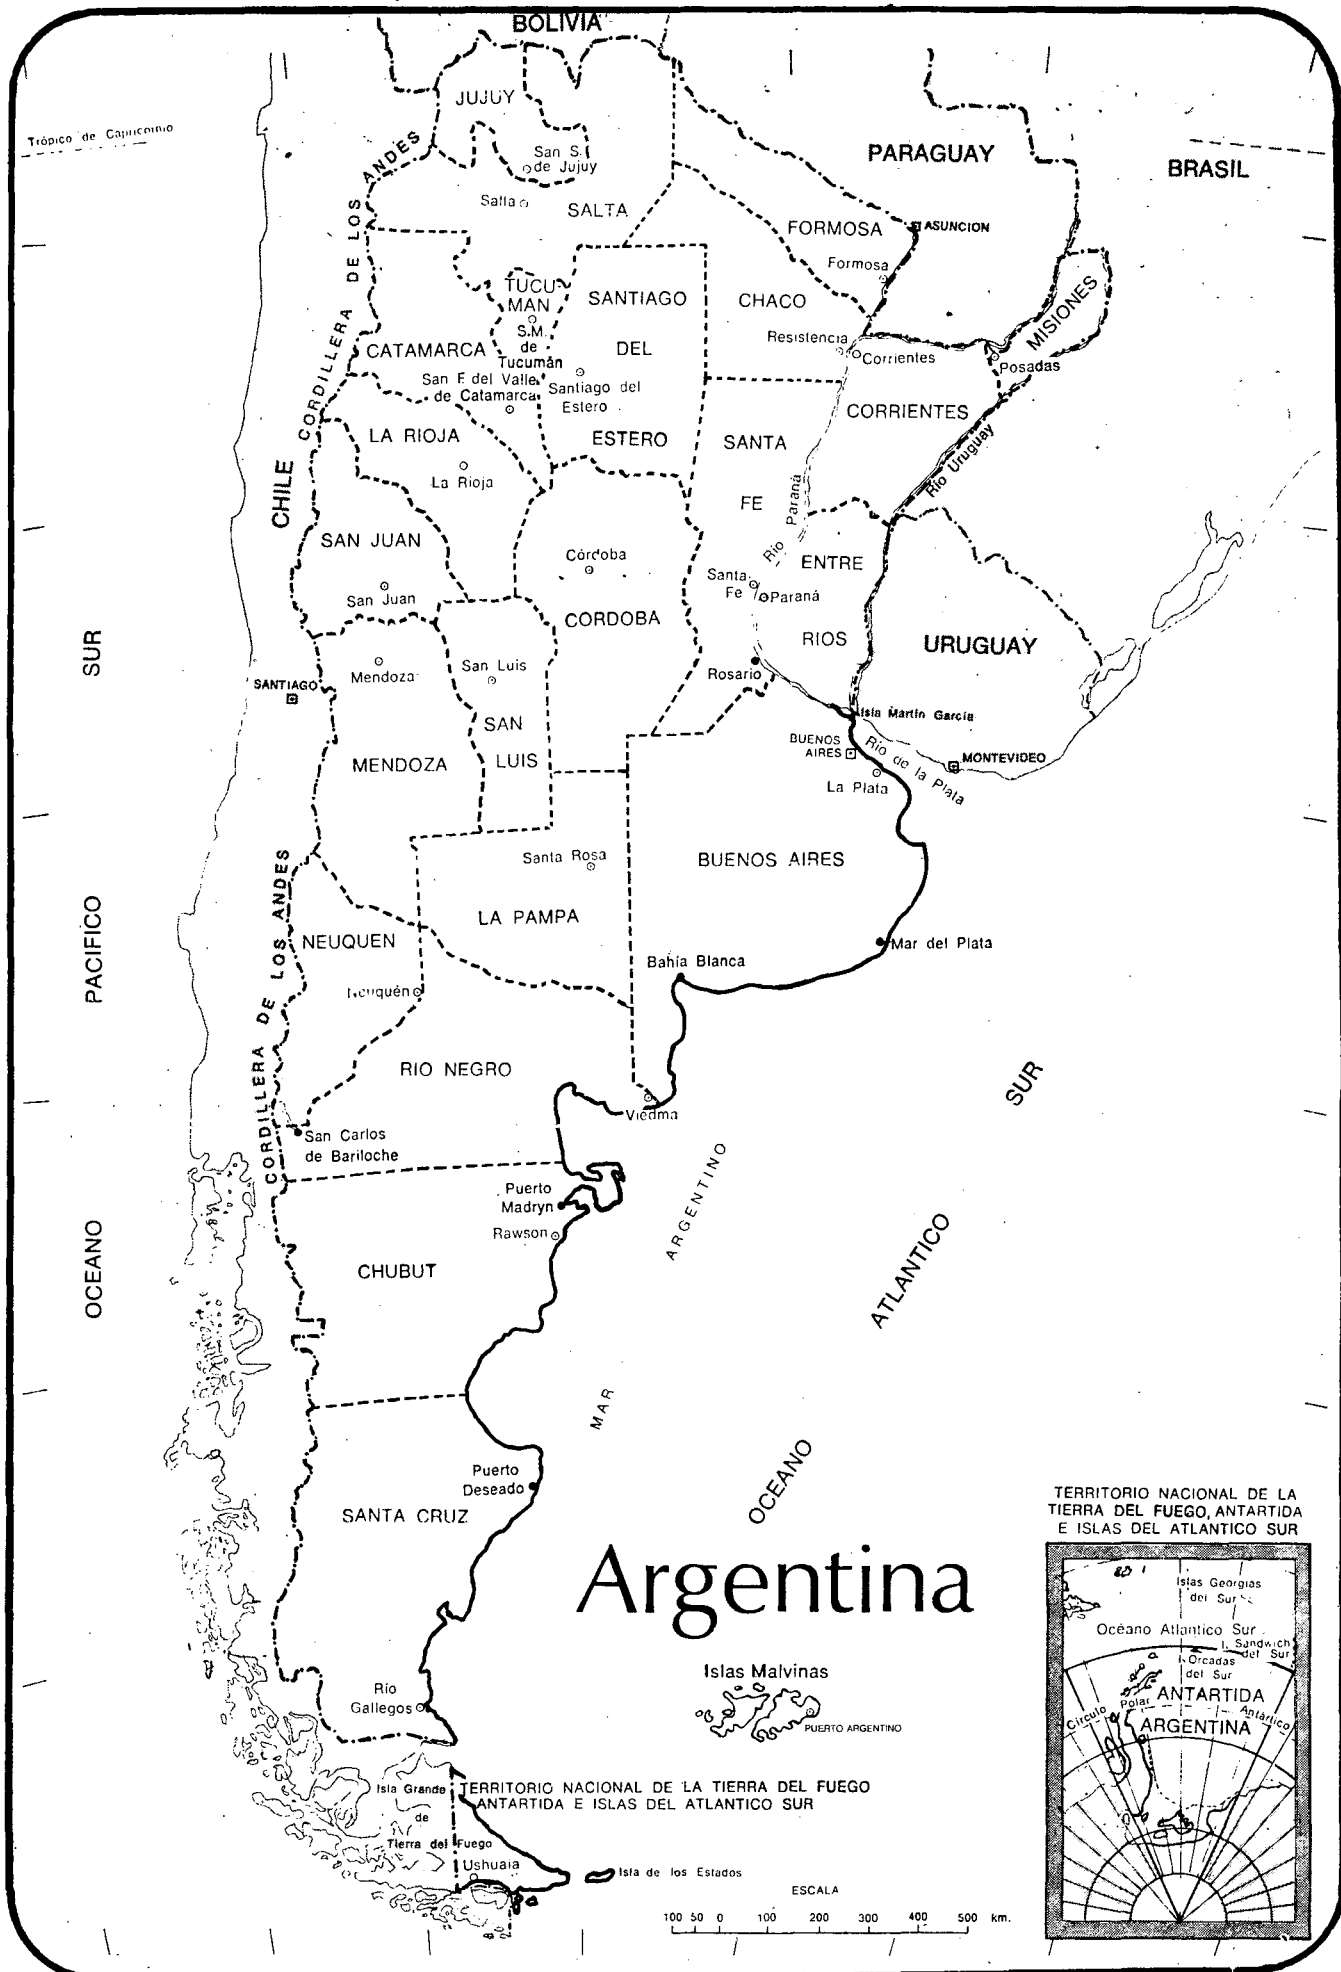 BOLIVIA
JUJUY
Trópico de Capricornio
CORDILLERA DE LOS ANDES
San S.
de Jujuy
PARAGUAY
BRASIL
Salta
SALTA
FORMOSA
ASUNCION
Formosa
TUCU-
MAN
SANTIAGO
CHACO
MISIONES
S.M.
de
Tucumán
DEL
Resistencia
Corrientes
Posadas
CATAMARCA
San F. del Valle
de Catamarca
Santiago del
Estero
CORRIENTES
LA RIOJA
ESTERO
SANTA
La Rioja
Río Uruguay
CHILE
FE
Río Paraná
SAN JUAN
Córdoba
ENTRE
San Juan
Santa
Fe
Paraná
CORDOBA
RIOS
URUGUAY
SUR
Mendoza
San Luis
Rosario
SANTIAGO
SAN
Isla Martín García
MENDOZA
LUIS
BUENOS
AIRES
Río de la Plata
MONTEVIDEO
La Plata
Santa Rosa
BUENOS AIRES
PACIFICO
LA PAMPA
CORDILLERA DE LOS ANDES
NEUQUEN
Mar del Plata
Bahía Blanca
Neuquén
RIO NEGRO
SUR
Viedma
San Carlos
de Bariloche
ARGENTINO
Puerto
Madryn
Rawson
OCEANO
ATLANTICO
CHUBUT
MAR
OCEANO
Puerto
Deseado
SANTA CRUZ
TERRITORIO NACIONAL DE LA
TIERRA DEL FUEGO, ANTARTIDA
E ISLAS DEL ATLANTICO SUR
Argentina
Islas Georgias
del Sur
Océano Atlantico Sur
I. Sandwich
del Sur
I. Orcadas
del Sur
Círculo Polar Antártico
ANTARTIDA
ARGENTINA
Islas Malvinas
PUERTO ARGENTINO
Río
Gallegos
Isla Grande
de
Tierra del Fuego
TERRITORIO NACIONAL DE LA TIERRA DEL FUEGO
ANTARTIDA E ISLAS DEL ATLANTICO SUR
Ushuaia
Isla de los Estados
ESCALA
100 50 0 100 200 300 400 500 km.